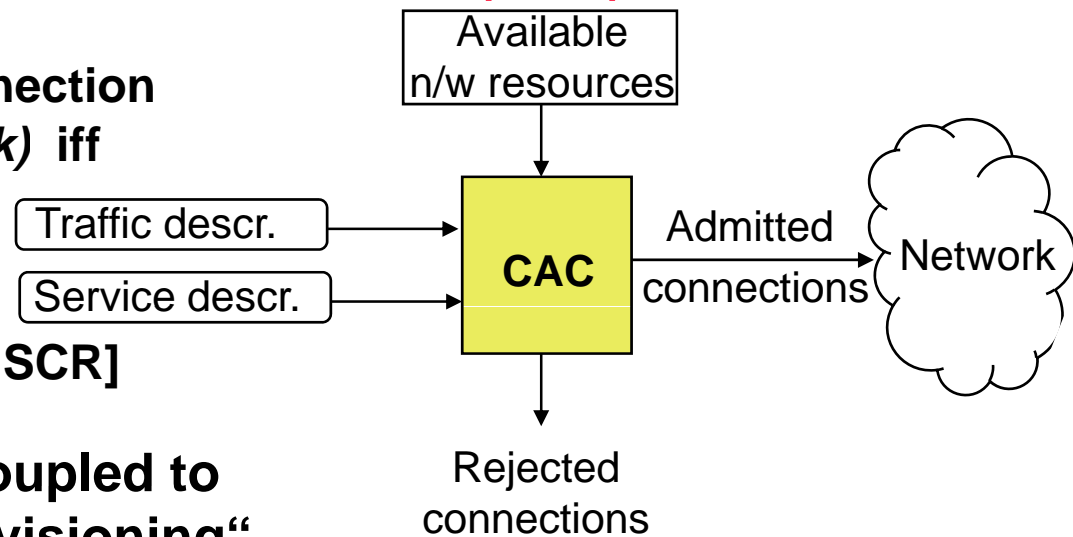 Available
n/w resources
nection
k) iff
Traffic descr.
Service descr.
CAC
Admitted
connections
Network
SCR]
oupled to
visioning“
Rejected
connections